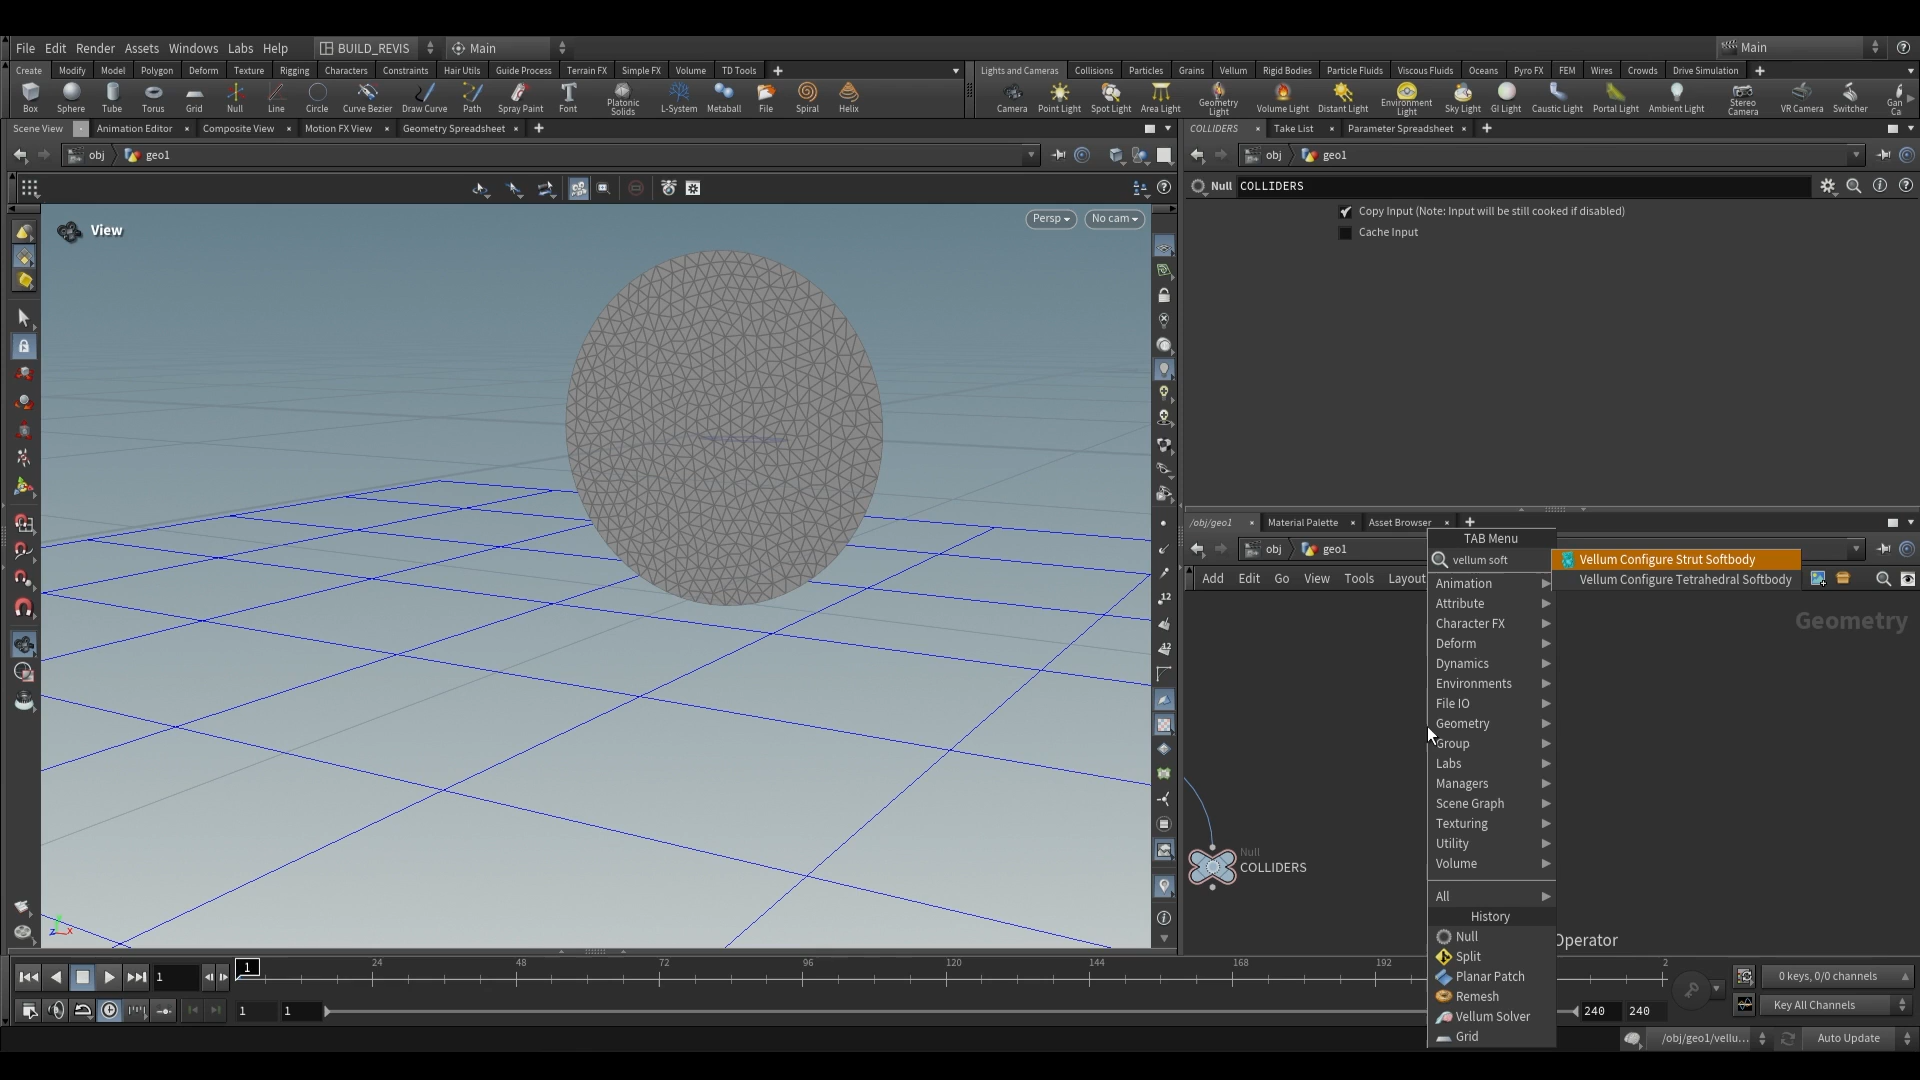 File Edit Render Assets Windows Labs Help BUILD_REVIS Main Main
Create Modify Model Polygon Deform Texture Rigging Characters Constraints Hair Utils Guide Process Terrain FX Simple FX Volume TD Tools
Lights and Cameras Collisions Particles Grains Vellum Rigid Bodies Particle Fluids Viscous Fluids Oceans Pyro FX FEM Wires Crowds Drive Simulation
Box Sphere Tube Torus Grid Null Line Circle Curve Bezier Draw Curve Path Spray Paint Font Platonic Solids L-System Metaball File Spiral Helix
Camera Point Light Spot Light Area Light Geometry Light Volume Light Distant Light Environment Light Sky Light GI Light Caustic Light Portal Light Ambient Light Stereo Camera VR Camera Switcher Gan Ca
Scene View Animation Editor Composite View Motion FX View Geometry Spreadsheet
COLLIDERS Take List Parameter Spreadsheet
obj geo1
obj geo1
Null COLLIDERS
Copy Input (Note: Input will be still cooked if disabled)
Cache Input
View
Persp No cam
12
12
z x
/obj/geo1 Material Palette Asset Browser
obj geo1
Add Edit Go View Tools Layout
Geometry
TAB Menu
vellum soft
Vellum Configure Strut Softbody
Vellum Configure Tetrahedral Softbody
Animation
Attribute
Character FX
Deform
Dynamics
Environments
File IO
Geometry
Group
Labs
Managers
Scene Graph
Texturing
Utility
Volume
All
History
Null
Split
Planar Patch
Remesh
Vellum Solver
Grid
Null
COLLIDERS
Operator
1 1 24 48 72 96 120 144 168 192 2
0 keys, 0/0 channels
1 1 240 240
Key All Channels
/obj/geo1/vellu... Auto Update